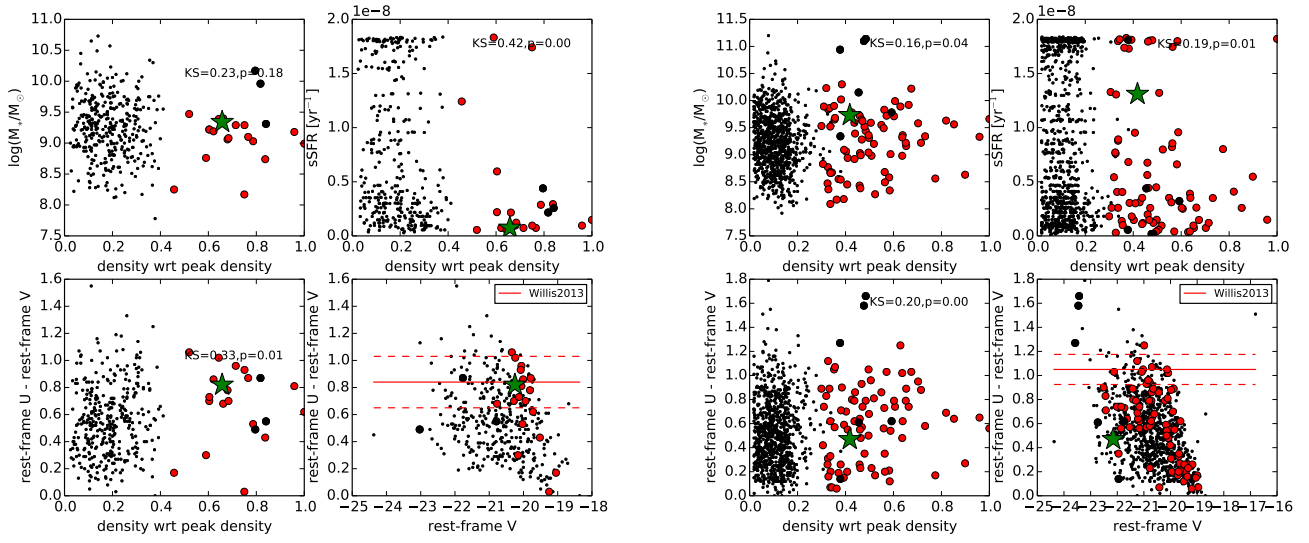 11.0
10.5
10.0
9.5
9.0
8.5
8.0
7.5
log(M*/M☉)
KS=0.23,p=0.18
0.0 0.2 0.4 0.6 0.8 1.0
density wrt peak density
1e−8
2.0
1.5
1.0
0.5
0.0
sSFR [yr⁻¹]
KS=0.42,p=0.00
0.0 0.2 0.4 0.6 0.8 1.0
density wrt peak density
1.6
1.4
1.2
1.0
0.8
0.6
0.4
0.2
0.0
rest-frame U - rest-frame V
KS=0.33,p=0.01
0.0 0.2 0.4 0.6 0.8 1.0
density wrt peak density
1.6
1.4
1.2
1.0
0.8
0.6
0.4
0.2
0.0
rest-frame U - rest-frame V
Willis2013
−25 −24 −23 −22 −21 −20 −19 −18
rest-frame V
11.5
11.0
10.5
10.0
9.5
9.0
8.5
8.0
7.5
log(M*/M☉)
KS=0.16,p=0.04
0.0 0.2 0.4 0.6 0.8 1.0
density wrt peak density
1e−8
2.0
1.5
1.0
0.5
0.0
sSFR [yr⁻¹]
KS=0.19,p=0.01
0.0 0.2 0.4 0.6 0.8 1.0
density wrt peak density
1.8
1.6
1.4
1.2
1.0
0.8
0.6
0.4
0.2
0.0
rest-frame U - rest-frame V
KS=0.20,p=0.00
0.0 0.2 0.4 0.6 0.8 1.0
density wrt peak density
1.8
1.6
1.4
1.2
1.0
0.8
0.6
0.4
0.2
0.0
rest-frame U - rest-frame V
Willis2013
−25 −24 −23 −22 −21 −20 −19 −18 −17 −16
rest-frame V